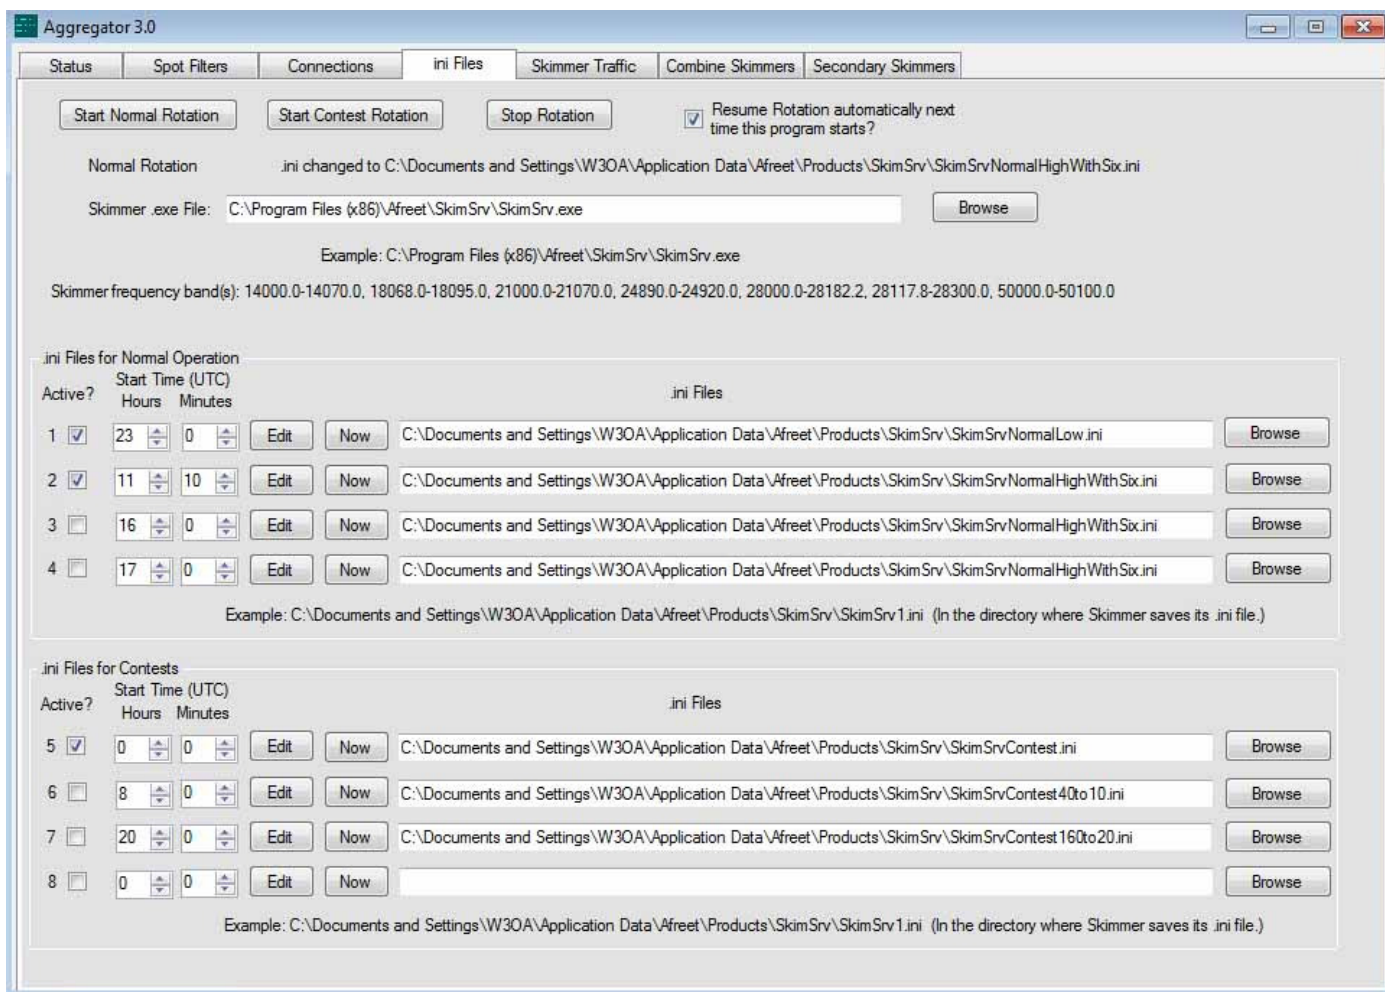 Aggregator 3.0
Status Spot Filters Connections ini Files Skimmer Traffic Combine Skimmers Secondary Skimmers
Start Normal Rotation Start Contest Rotation Stop Rotation Resume Rotation automatically next
time this program starts?
Normal Rotation .ini changed to C:\Documents and Settings\W3OA\Application Data\Afreet\Products\SkimSrv\SkimSrvNormalHighWithSix.ini
Skimmer .exe File: C:\Program Files (x86)\Afreet\SkimSrv\SkimSrv.exe Browse
Example: C:\Program Files (x86)\Afreet\SkimSrv\SkimSrv.exe
Skimmer frequency band(s): 14000.0-14070.0, 18068.0-18095.0, 21000.0-21070.0, 24890.0-24920.0, 28000.0-28182.2, 28117.8-28300.0, 50000.0-50100.0
.ini Files for Normal Operation
Start Time (UTC)
Active? Hours Minutes .ini Files
1 23 0 Edit Now C:\Documents and Settings\W3OA\Application Data\Afreet\Products\SkimSrv\SkimSrvNormalLow.ini Browse
2 11 10 Edit Now C:\Documents and Settings\W3OA\Application Data\Afreet\Products\SkimSrv\SkimSrvNormalHighWithSix.ini Browse
3 16 0 Edit Now C:\Documents and Settings\W3OA\Application Data\Afreet\Products\SkimSrv\SkimSrvNormalHighWithSix.ini Browse
4 17 0 Edit Now C:\Documents and Settings\W3OA\Application Data\Afreet\Products\SkimSrv\SkimSrvNormalHighWithSix.ini Browse
Example: C:\Documents and Settings\W3OA\Application Data\Afreet\Products\SkimSrv\SkimSrv1.ini (In the directory where Skimmer saves its .ini file.)
.ini Files for Contests
Start Time (UTC)
Active? Hours Minutes .ini Files
5 0 0 Edit Now C:\Documents and Settings\W3OA\Application Data\Afreet\Products\SkimSrv\SkimSrvContest.ini Browse
6 8 0 Edit Now C:\Documents and Settings\W3OA\Application Data\Afreet\Products\SkimSrv\SkimSrvContest40to10.ini Browse
7 20 0 Edit Now C:\Documents and Settings\W3OA\Application Data\Afreet\Products\SkimSrv\SkimSrvContest160to20.ini Browse
8 0 0 Edit Now Browse
Example: C:\Documents and Settings\W3OA\Application Data\Afreet\Products\SkimSrv\SkimSrv1.ini (In the directory where Skimmer saves its .ini file.)